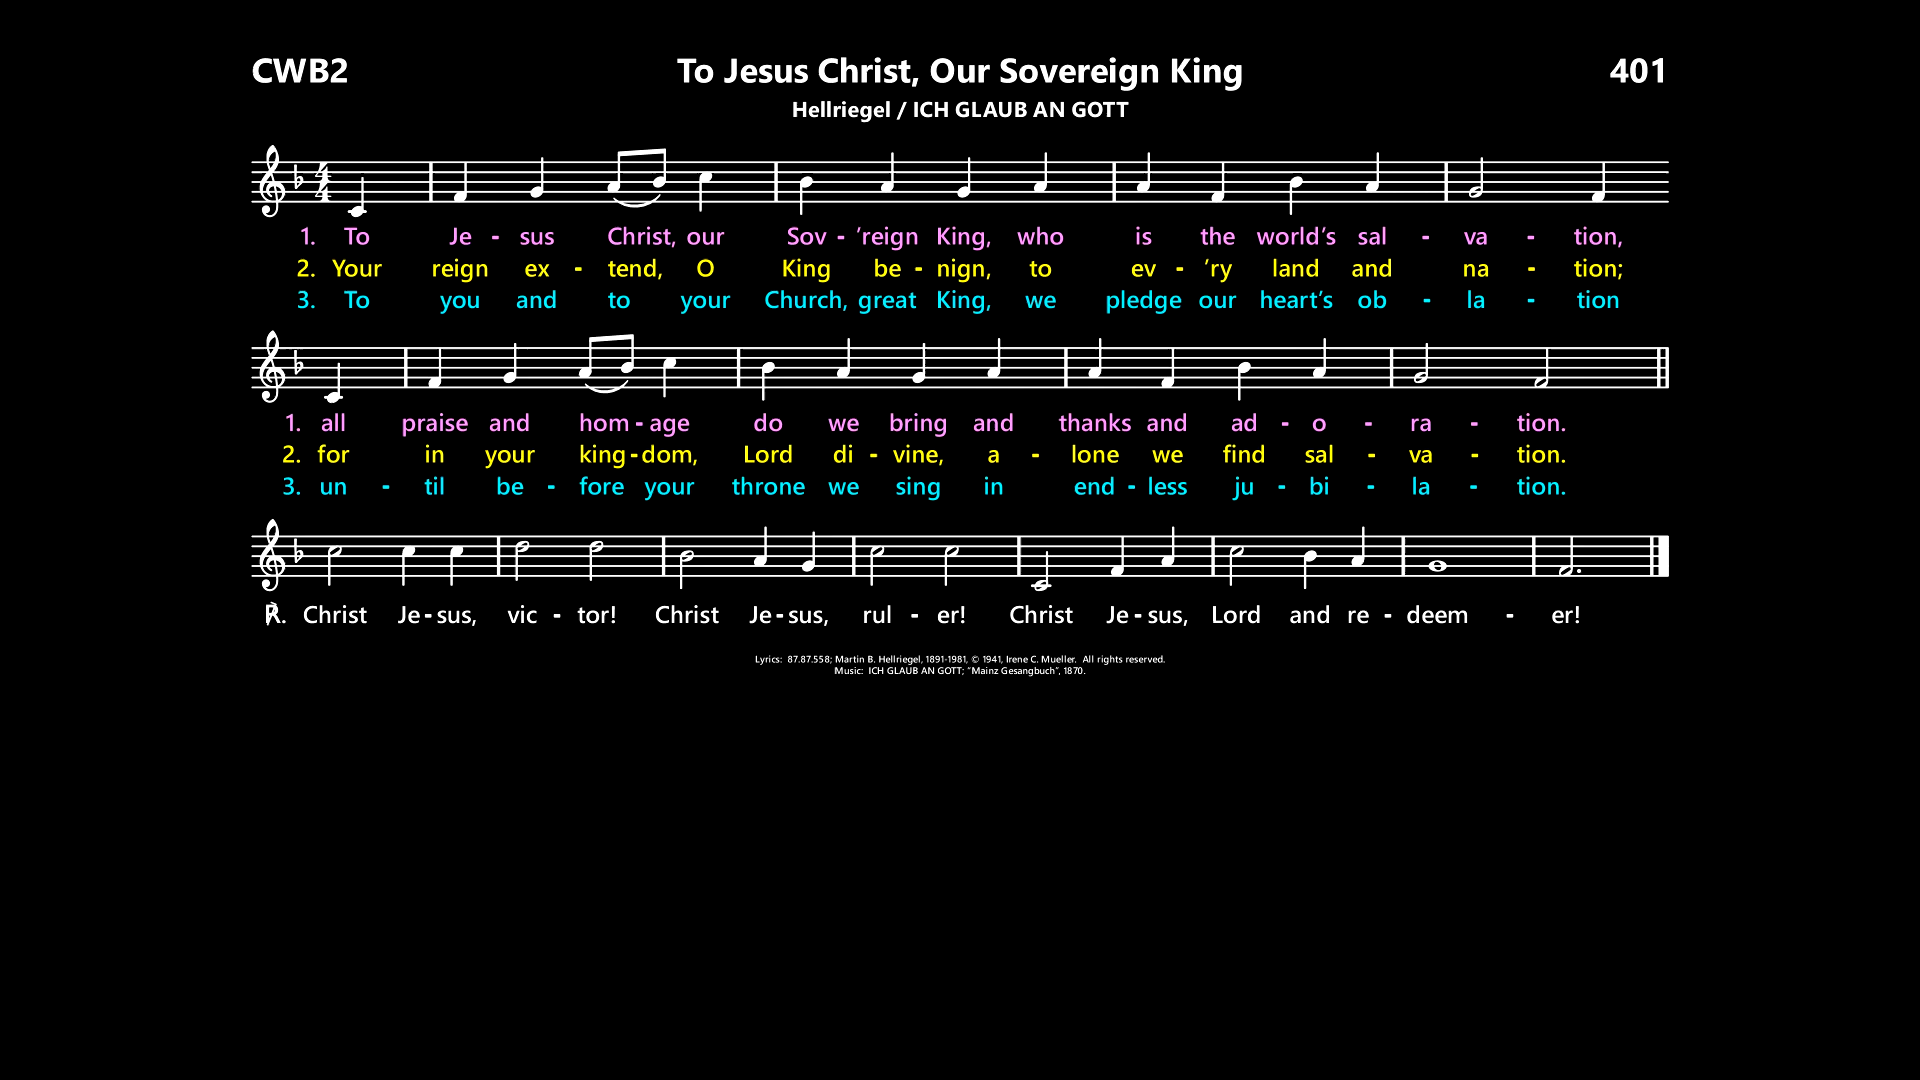 CWB2 To Jesus Christ, Our Sovereign King 401
Hellriegel / ICH GLAUB AN GOTT
4
4
1. To Je - sus Christ, our Sov - ’reign King, who is the world’s sal - va - tion,
2. Your reign ex - tend, O King be - nign, to ev - ’ry land and na - tion;
3. To you and to your Church, great King, we pledge our heart’s ob - la - tion
1. all praise and hom - age do we bring and thanks and ad - o - ra - tion.
2. for in your king - dom, Lord di - vine, a - lone we find sal - va - tion.
3. un - til be - fore your throne we sing in end - less ju - bi - la - tion.
℟. Christ Je - sus, vic - tor! Christ Je - sus, rul - er! Christ Je - sus, Lord and re - deem - er!
Lyrics: 87.87.558; Martin B. Hellriegel, 1891-1981, © 1941, Irene C. Mueller. All rights reserved.
Music: ICH GLAUB AN GOTT; “Mainz Gesangbuch”, 1870.